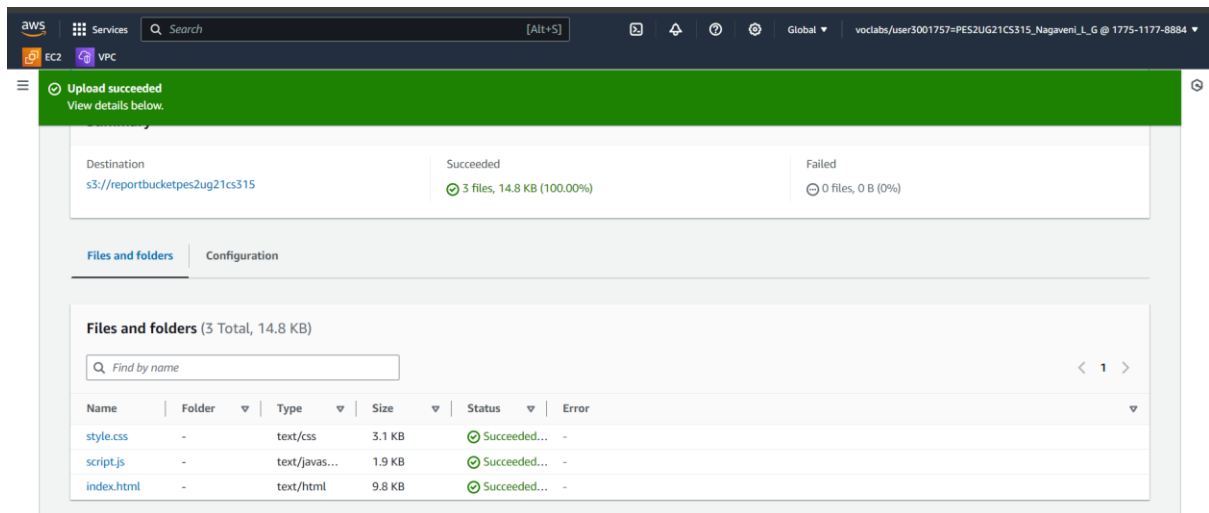 aws Services Search [Alt+S] Global voclabs/user3001757=PES2UG21CS315_Nagaveni_L_G @ 1775-1177-8884
EC2 VPC
Upload succeeded
View details below.
Summary
Destination Succeeded Failed
s3://reportbucketpes2ug21cs315 3 files, 14.8 KB (100.00%) 0 files, 0 B (0%)
Files and folders Configuration
Files and folders (3 Total, 14.8 KB)
Find by name < 1 >
Name Folder Type Size Status Error
style.css - text/css 3.1 KB Succeeded... -
script.js - text/javas... 1.9 KB Succeeded... -
index.html - text/html 9.8 KB Succeeded... -